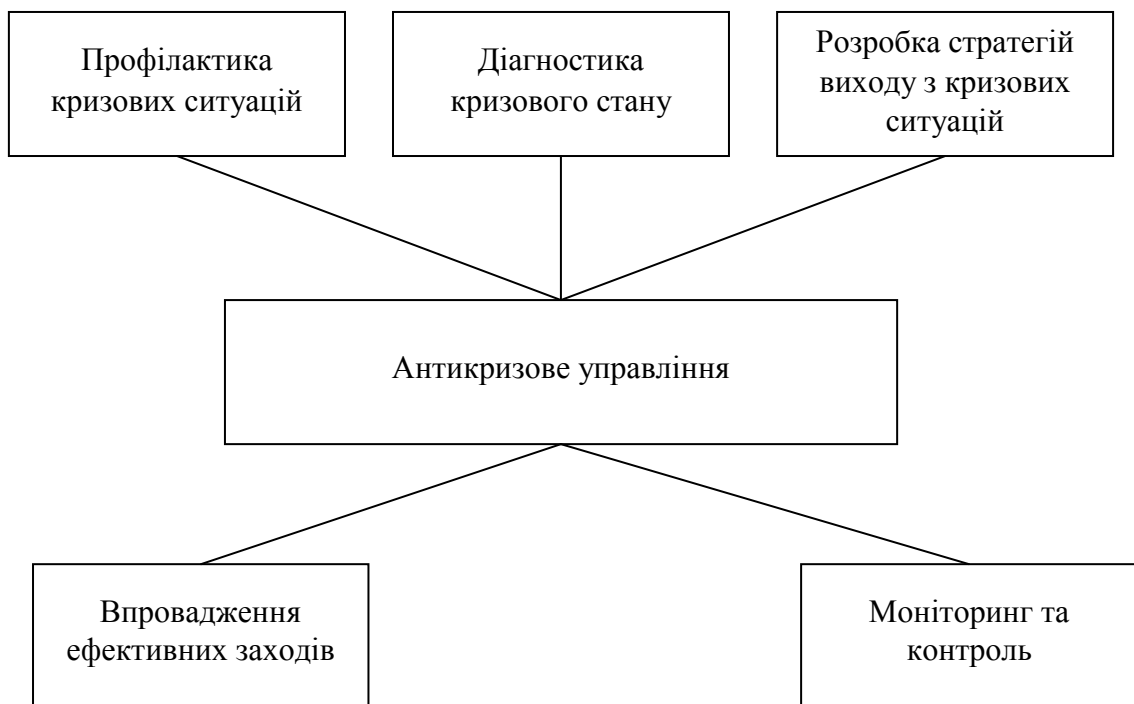 Профілактика
кризових ситуацій
Діагностика
кризового стану
Розробка стратегій
виходу з кризових
ситуацій
Антикризове управління
Впровадження
ефективних заходів
Моніторинг та
контроль